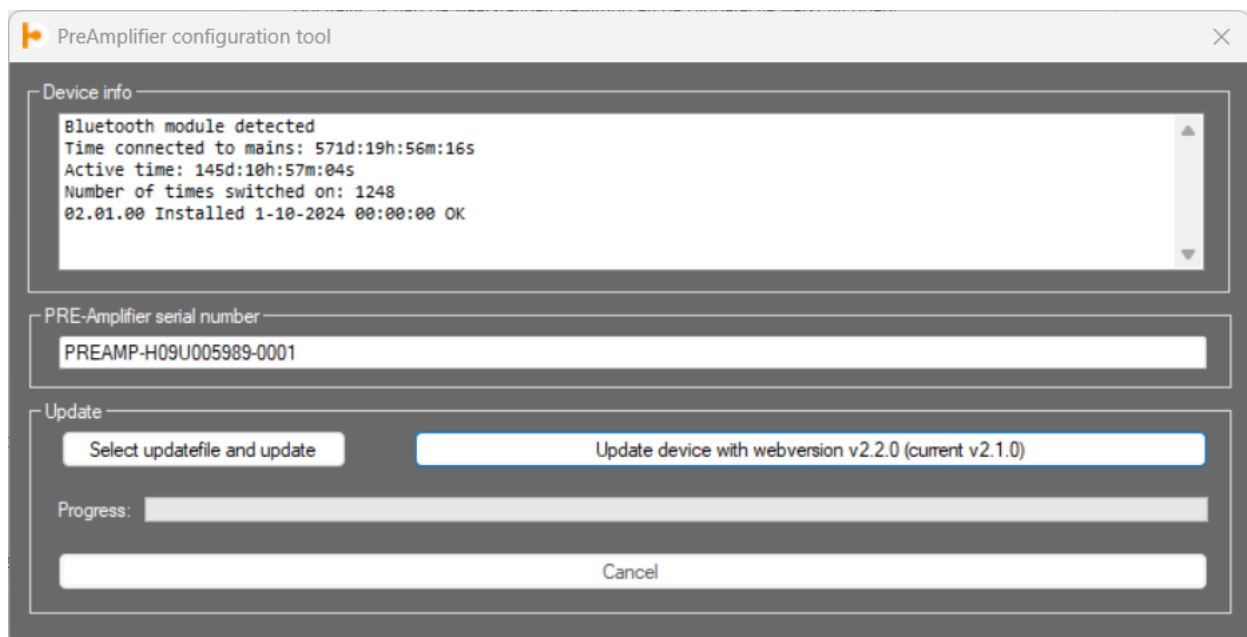 PreAmplifier configuration tool
Device info
Bluetooth module detected
Time connected to mains: 571d:19h:56m:16s
Active time: 145d:10h:57m:04s
Number of times switched on: 1248
02.01.00 Installed 1-10-2024 00:00:00 OK
PRE-Amplifier serial number
PREAMP-H09U005989-0001
Update
Select updatefile and update
Update device with webversion v2.2.0 (current v2.1.0)
Progress:
Cancel